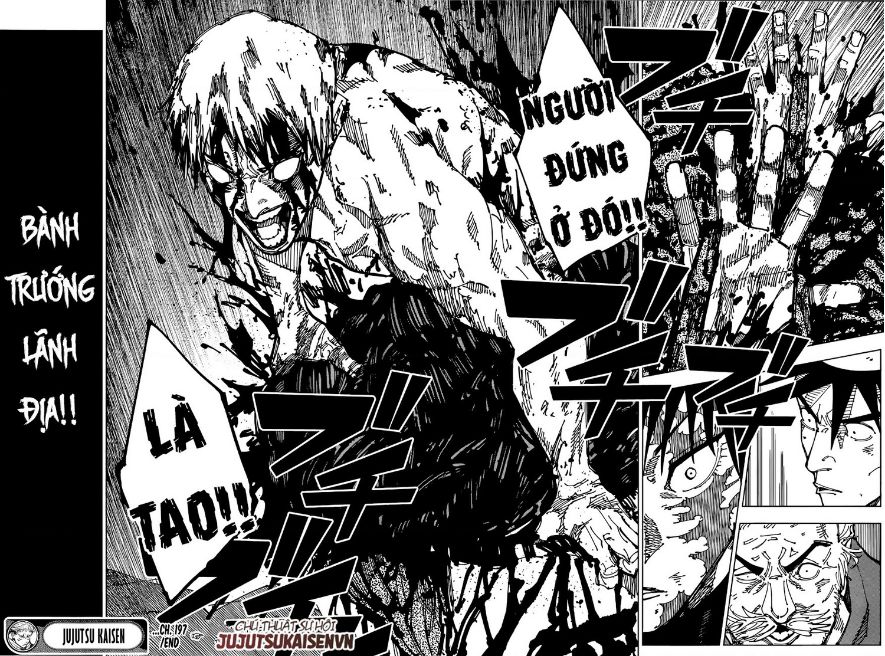 NGƯỜI
ĐỨNG
Ở ĐÓ!!
LÀ
TAO!!
ブチ
ブチ
ブチ
ブチ
ブチ
BÀNH
TRƯỚNG
LÃNH
ĐỊA!!
JUJUTSU KAISEN
...CH.197
/END
CHÚ THUẬT SƯ HỒI
JUJUTSUKAISENVN